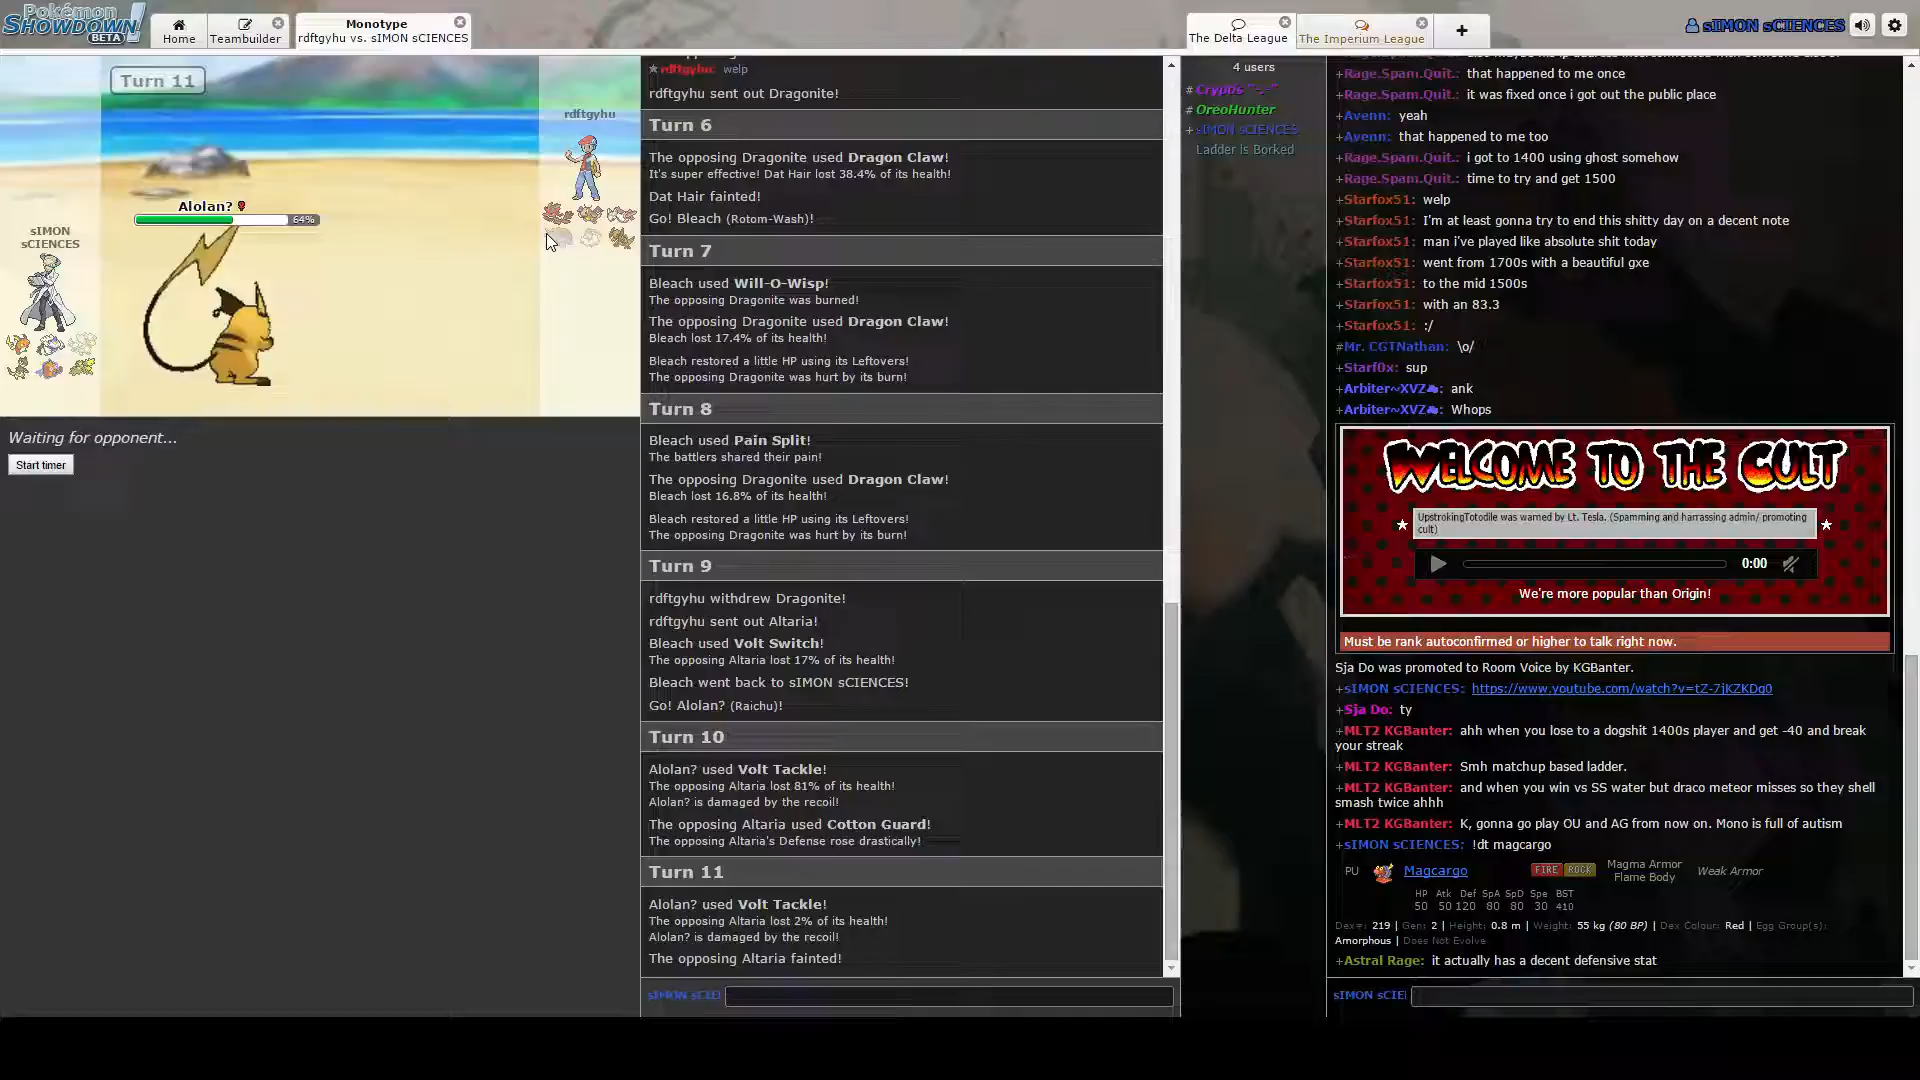 Pokémon
SHOWDOWN!
BETA
Home
Teambuilder
Monotype
rdftgyhu vs. sIMON sCIENCES
The Delta League
The Imperium League
+
sIMON sCIENCES
Turn 11
Alolan?
64%
sIMON
sCIENCES
rdftgyhu
Waiting for opponent...
Start timer
★rdftgyhu: welp
rdftgyhu sent out Dragonite!
Turn 6
The opposing Dragonite used Dragon Claw!
It's super effective! Dat Hair lost 38.4% of its health!
Dat Hair fainted!
Go! Bleach (Rotom-Wash)!
Turn 7
Bleach used Will-O-Wisp!
The opposing Dragonite was burned!
The opposing Dragonite used Dragon Claw!
Bleach lost 17.4% of its health!
Bleach restored a little HP using its Leftovers!
The opposing Dragonite was hurt by its burn!
Turn 8
Bleach used Pain Split!
The battlers shared their pain!
The opposing Dragonite used Dragon Claw!
Bleach lost 16.8% of its health!
Bleach restored a little HP using its Leftovers!
The opposing Dragonite was hurt by its burn!
Turn 9
rdftgyhu withdrew Dragonite!
rdftgyhu sent out Altaria!
Bleach used Volt Switch!
The opposing Altaria lost 17% of its health!
Bleach went back to sIMON sCIENCES!
Go! Alolan? (Raichu)!
Turn 10
Alolan? used Volt Tackle!
The opposing Altaria lost 81% of its health!
Alolan? is damaged by the recoil!
The opposing Altaria used Cotton Guard!
The opposing Altaria's Defense rose drastically!
Turn 11
Alolan? used Volt Tackle!
The opposing Altaria lost 2% of its health!
Alolan? is damaged by the recoil!
The opposing Altaria fainted!
sIMON sCIE
4 users
# Cryptis "-.-"
# OreoHunter
+ sIMON sCIENCES
Ladder is Borked
+Rage.Spam.Quit.: that happened to me once
+Rage.Spam.Quit.: it was fixed once i got out the public place
+Avenn: yeah
+Avenn: that happened to me too
+Rage.Spam.Quit.: i got to 1400 using ghost somehow
+Rage.Spam.Quit.: time to try and get 1500
+Starfox51: welp
+Starfox51: I'm at least gonna try to end this shitty day on a decent note
+Starfox51: man i've played like absolute shit today
+Starfox51: went from 1700s with a beautiful gxe
+Starfox51: to the mid 1500s
+Starfox51: with an 83.3
+Starfox51: :/
#Mr. CGTNathan: \o/
+Starf0x: sup
+Arbiter~XVZ: ank
+Arbiter~XVZ: Whops
WELCOME TO THE CULT
UpstrokingTotodile was warned by Lt. Tesla. (Spamming and harrassing admin/ promoting
cult)
0:00
We're more popular than Origin!
Must be rank autoconfirmed or higher to talk right now.
Sja Do was promoted to Room Voice by KGBanter.
+sIMON sCIENCES: https://www.youtube.com/watch?v=tZ-7jKZKDg0
+Sja Do: ty
+MLT2 KGBanter: ahh when you lose to a dogshit 1400s player and get -40 and break
your streak
+MLT2 KGBanter: Smh matchup based ladder.
+MLT2 KGBanter: and when you win vs SS water but draco meteor misses so they shell
smash twice ahhh
+MLT2 KGBanter: K, gonna go play OU and AG from now on. Mono is full of autism
+sIMON sCIENCES: !dt magcargo
PU Magcargo FIRE ROCK Magma Armor Flame Body Weak Armor
HP Atk Def SpA SpD Spe BST
50 50 120 80 80 30 410
Dex#: 219 | Gen: 2 | Height: 0.8 m | Weight: 55 kg (80 BP) | Dex Colour: Red | Egg Group(s):
Amorphous | Does Not Evolve
+Astral Rage: it actually has a decent defensive stat
sIMON sCIE